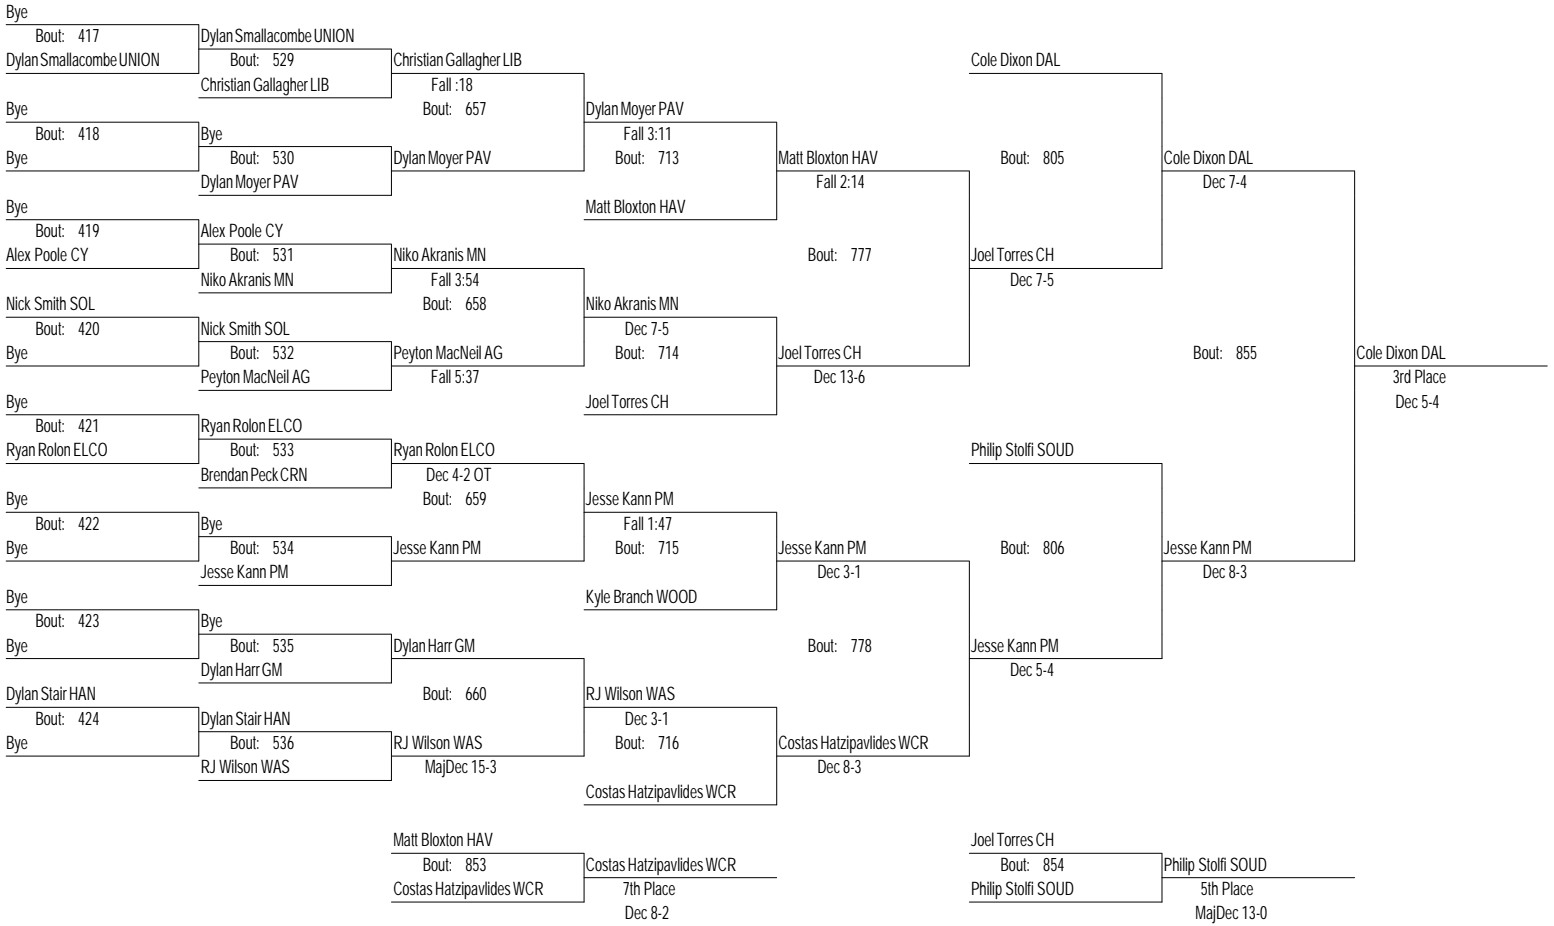 Bye
Bout: 417
Dylan Smallacombe UNION
Dylan Smallacombe UNION
Bout: 529
Christian Gallagher LIB
Christian Gallagher LIB
Fall :18
Bout: 657
Cole Dixon DAL
Bye
Bout: 418
Bye
Bye
Bout: 530
Dylan Moyer PAV
Dylan Moyer PAV
Dylan Moyer PAV
Fall 3:11
Bout: 713
Matt Bloxton HAV
Matt Bloxton HAV
Fall 2:14
Bout: 805
Cole Dixon DAL
Dec 7-4
Bye
Bout: 419
Alex Poole CY
Alex Poole CY
Bout: 531
Niko Akranis MN
Niko Akranis MN
Fall 3:54
Bout: 658
Bout: 777
Joel Torres CH
Dec 7-5
Nick Smith SOL
Bout: 420
Bye
Nick Smith SOL
Bout: 532
Peyton MacNeil AG
Peyton MacNeil AG
Fall 5:37
Niko Akranis MN
Dec 7-5
Bout: 714
Joel Torres CH
Joel Torres CH
Dec 13-6
Bout: 855
Cole Dixon DAL
3rd Place
Dec 5-4
Bye
Bout: 421
Ryan Rolon ELCO
Ryan Rolon ELCO
Bout: 533
Brendan Peck CRN
Ryan Rolon ELCO
Dec 4-2 OT
Bout: 659
Philip Stolfi SOUD
Bye
Bout: 422
Bye
Bye
Bout: 534
Jesse Kann PM
Jesse Kann PM
Jesse Kann PM
Fall 1:47
Bout: 715
Kyle Branch WOOD
Jesse Kann PM
Dec 3-1
Bout: 806
Jesse Kann PM
Dec 8-3
Bye
Bout: 423
Bye
Bye
Bout: 535
Dylan Harr GM
Dylan Harr GM
Bout: 660
Bout: 778
Jesse Kann PM
Dec 5-4
Dylan Stair HAN
Bout: 424
Bye
Dylan Stair HAN
Bout: 536
RJ Wilson WAS
RJ Wilson WAS
MajDec 15-3
RJ Wilson WAS
Dec 3-1
Bout: 716
Costas Hatzipavlides WCR
Costas Hatzipavlides WCR
Dec 8-3
Matt Bloxton HAV
Bout: 853
Costas Hatzipavlides WCR
Costas Hatzipavlides WCR
7th Place
Dec 8-2
Joel Torres CH
Bout: 854
Philip Stolfi SOUD
Philip Stolfi SOUD
5th Place
MajDec 13-0